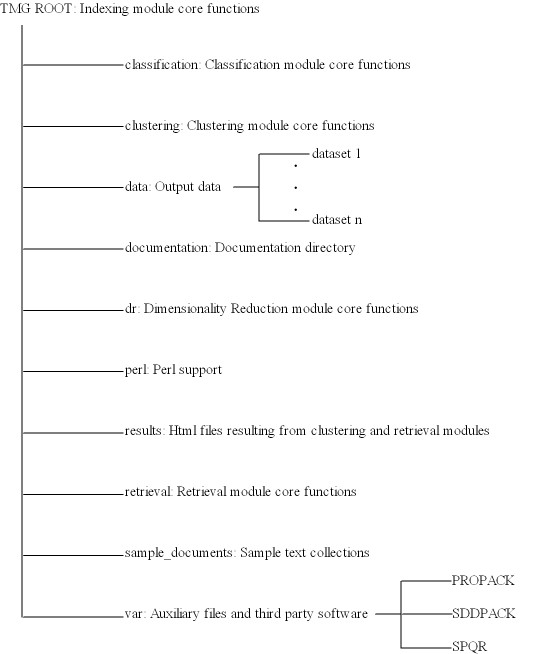 TMG ROOT: Indexing module core functions
classification: Classification module core functions
clustering: Clustering module core functions
dataset 1
data: Output data
dataset n
documentation: Documentation directory
dr: Dimensionality Reduction module core functions
perl: Perl support
results: Html files resulting from clustering and retrieval modules
retrieval: Retrieval module core functions
sample_documents: Sample text collections
PROPACK
var: Auxiliary files and third party software
SDDPACK
SPQR